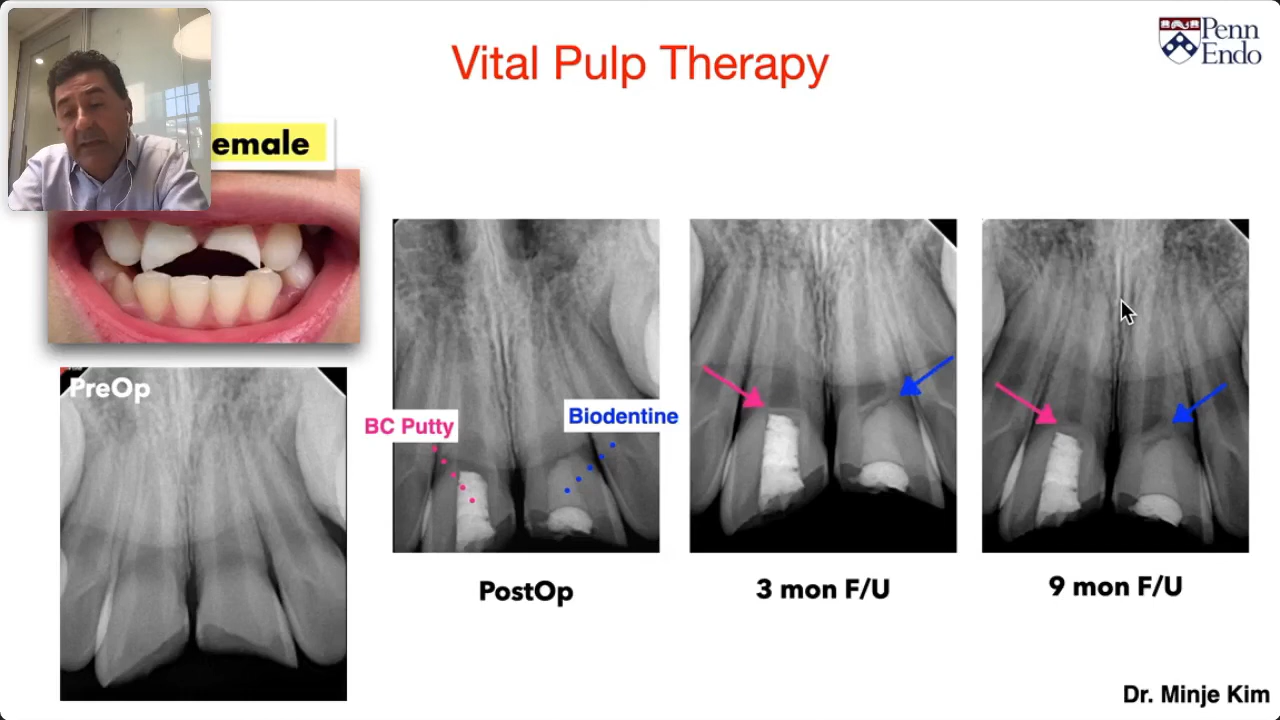 Vital Pulp Therapy
Penn
Endo
emale
PreOp
BC Putty
Biodentine
PostOp
3 mon F/U
9 mon F/U
Dr. Minje Kim